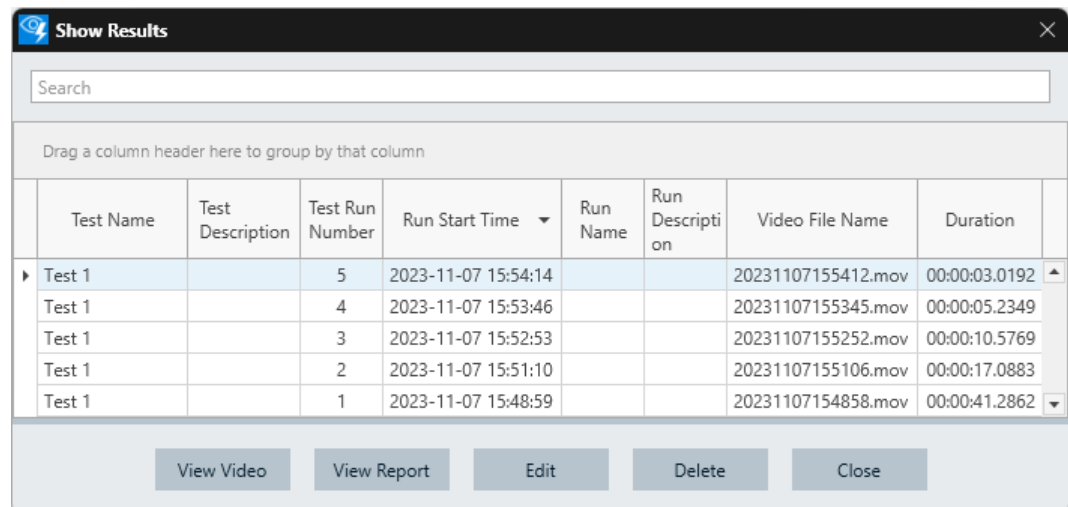 Show Results
Search
Drag a column header here to group by that column
Test Name Test Description Test Run Number Run Start Time Run Name Run Descripti on Video File Name Duration
Test 1 5 2023-11-07 15:54:14 20231107155412.mov 00:00:03.0192
Test 1 4 2023-11-07 15:53:46 20231107155345.mov 00:00:05.2349
Test 1 3 2023-11-07 15:52:53 20231107155252.mov 00:00:10.5769
Test 1 2 2023-11-07 15:51:10 20231107155106.mov 00:00:17.0883
Test 1 1 2023-11-07 15:48:59 20231107154858.mov 00:00:41.2862
View Video View Report Edit Delete Close